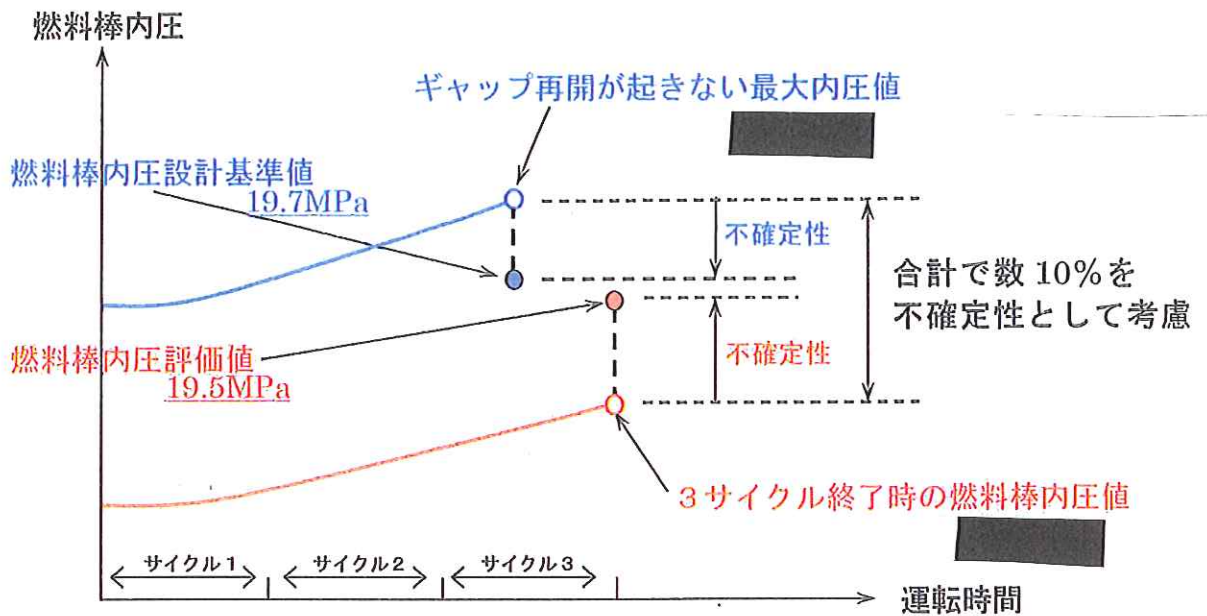 燃料棒内圧
ギャップ再開が起きない最大内圧値
燃料棒内圧設計基準値
19.7MPa
不確定性
合計で数10%を
不確定性として考慮
燃料棒内圧評価値
19.5MPa
不確定性
3サイクル終了時の燃料棒内圧値
サイクル1
サイクル2
サイクル3
運転時間